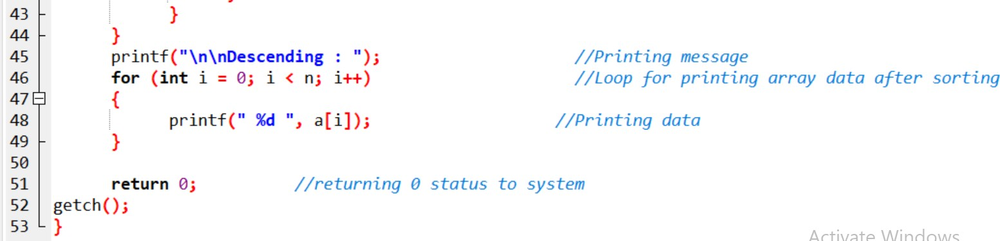 43 }
44 }
45 printf("\n\nDescending : "); //Printing message
46 for (int i = 0; i < n; i++) //Loop for printing array data after sorting
47 {
48 printf(" %d ", a[i]); //Printing data
49 }
50
51 return 0; //returning 0 status to system
52 getch();
53 }
Activate Windows